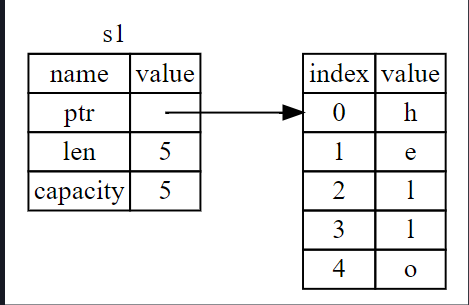 s1
name value
ptr
len 5
capacity 5
index value
0 h
1 e
2 l
3 l
4 o